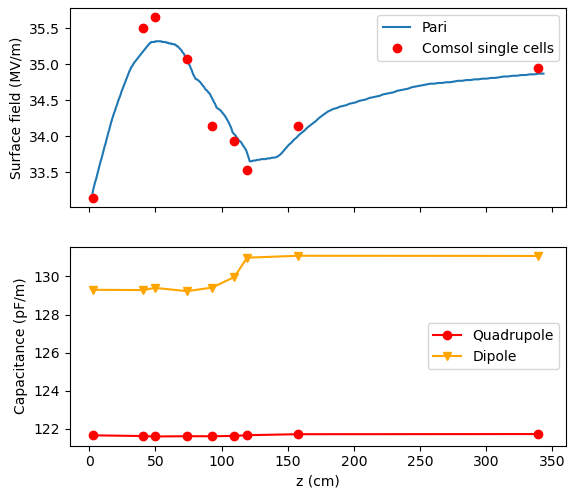 Surface field (MV/m)
35.5
35.0
34.5
34.0
33.5
Pari
Comsol single cells
Capacitance (pF/m)
130
128
126
124
122
Quadrupole
Dipole
0 50 100 150 200 250 300 350
z (cm)